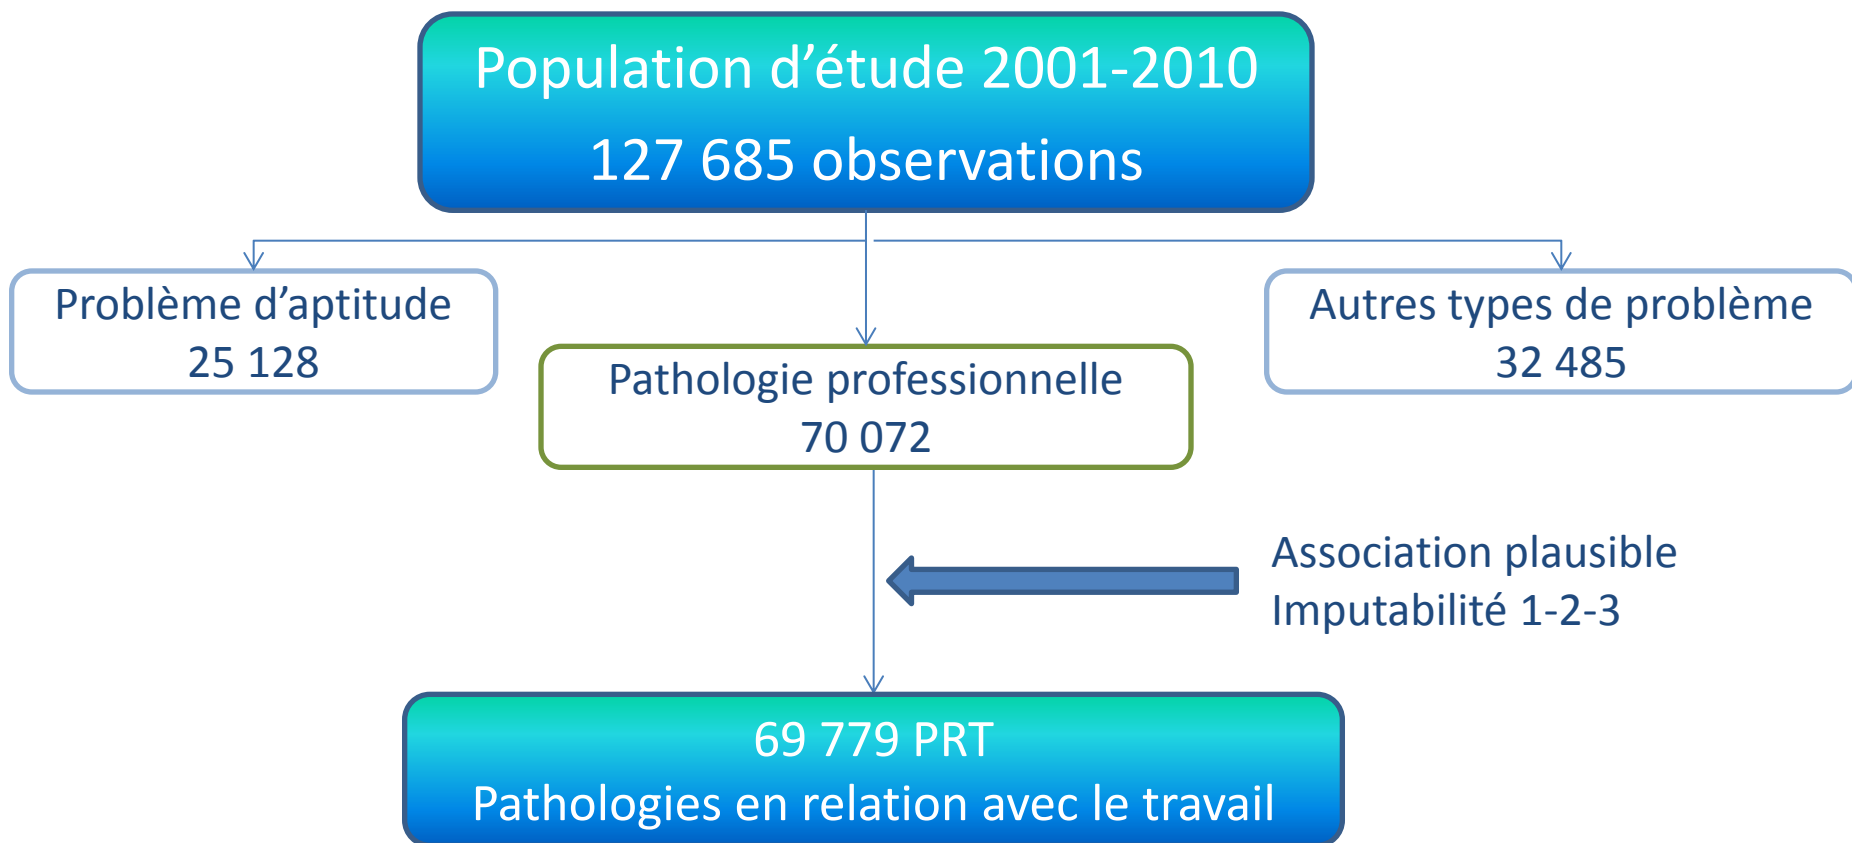 Population d’étude 2001-2010
127 685 observations
Problème d’aptitude
25 128
Pathologie professionnelle
70 072
Autres types de problème
32 485
Association plausible
Imputabilité 1-2-3
69 779 PRT
Pathologies en relation avec le travail